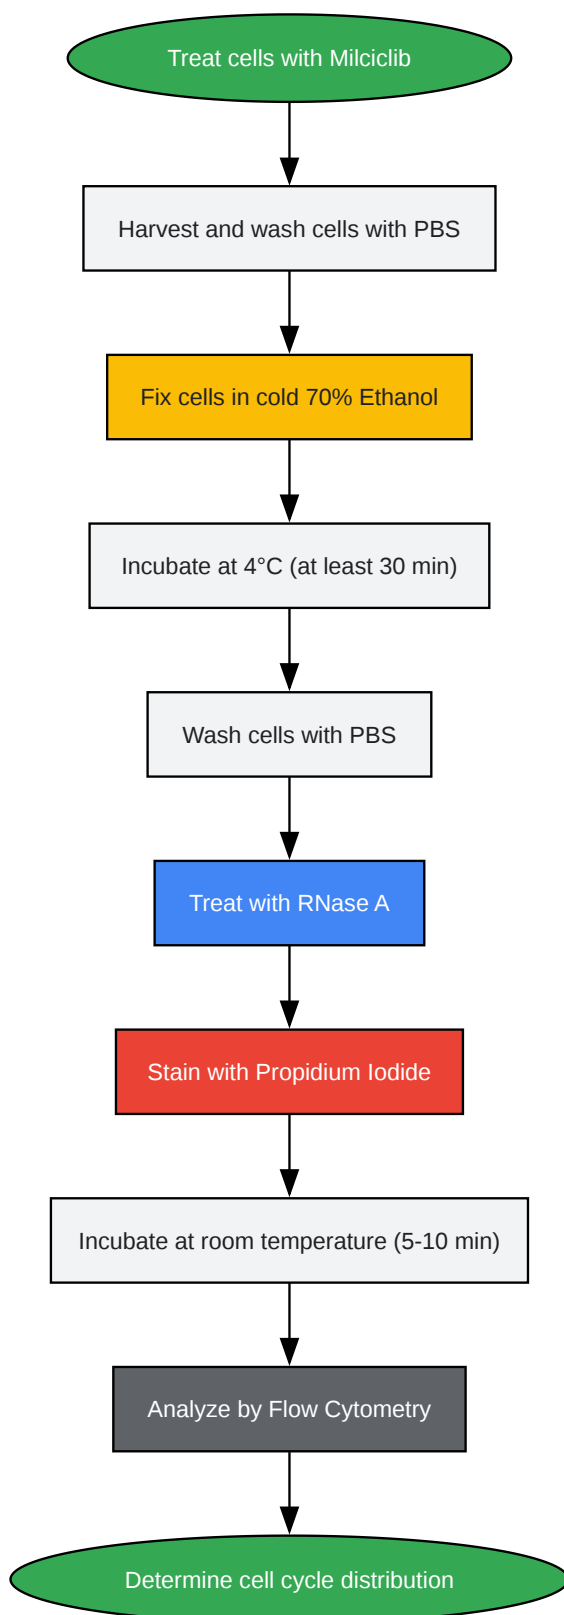 Treat cells with Milciclib
Harvest and wash cells with PBS
Fix cells in cold 70% Ethanol
Incubate at 4°C (at least 30 min)
Wash cells with PBS
Treat with RNase A
Stain with Propidium Iodide
Incubate at room temperature (5-10 min)
Analyze by Flow Cytometry
Determine cell cycle distribution